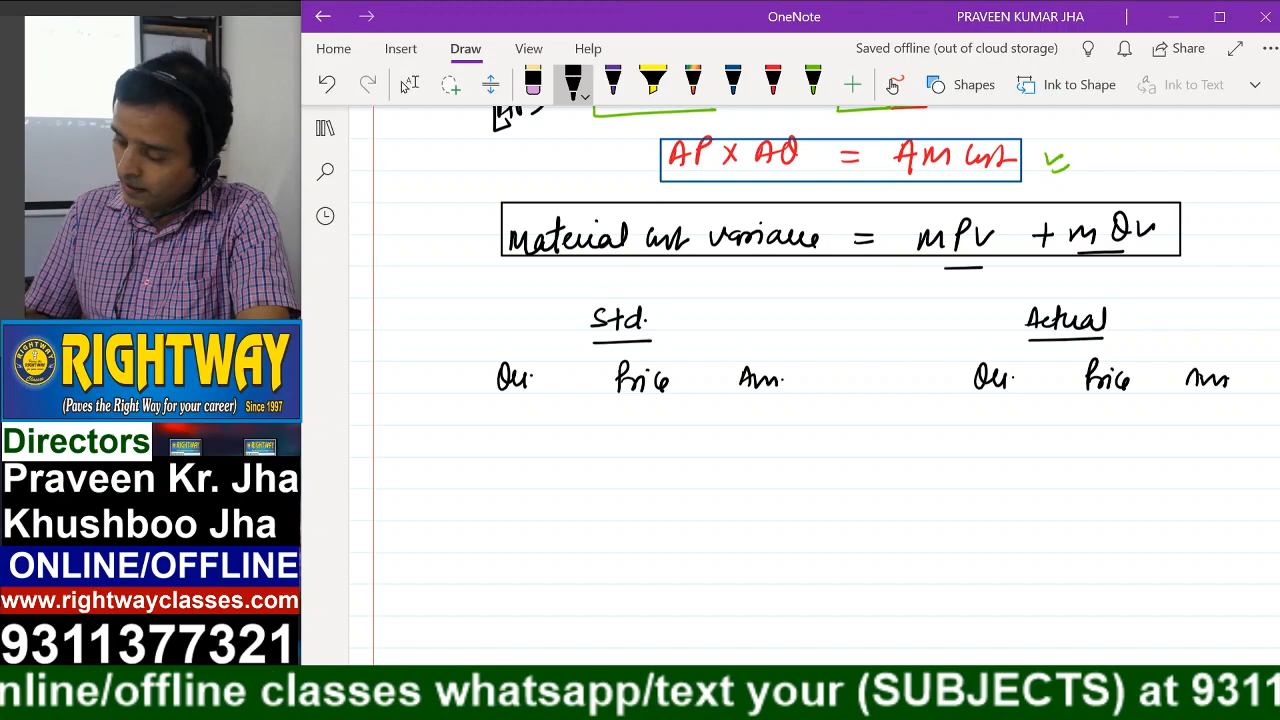 OneNote
PRAVEEN KUMAR JHA
Home Insert Draw View Help
Saved offline (out of cloud storage)
Share
Shapes
Ink to Shape
Ink to Text
AP X AQ = AM Cost
Material cost variance = MPV + MQV
Std.
Actual
Qu. Price Am.
Qu. Price Am
RIGHTWAY
(Paves the Right Way for your career) Since 1997
Directors
Praveen Kr. Jha
Khushboo Jha
ONLINE/OFFLINE
www.rightwayclasses.com
9311377321
nline/offline classes whatsapp/text your (SUBJECTS) at 9311